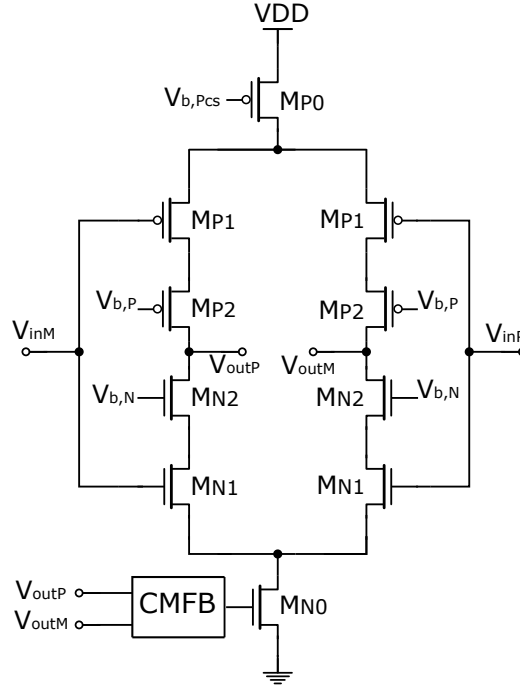 VDD
Vb,Pcs
MP0
MP1
MP1
Vb,P
MP2
MP2
Vb,P
VinM
VoutP
VoutM
VinP
Vb,N
MN2
MN2
Vb,N
MN1
MN1
VoutP
VoutM
CMFB
MN0